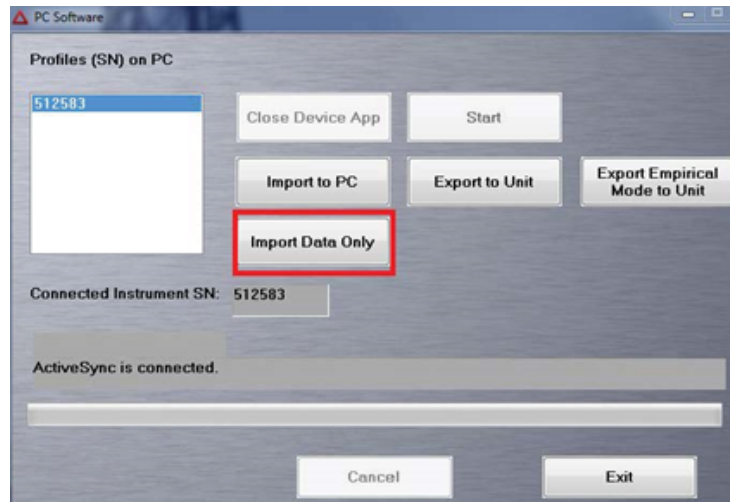 PC Software
Profiles (SN) on PC
512583
Close Device App
Start
Import to PC
Export to Unit
Export Empirical
Mode to Unit
Import Data Only
Connected Instrument SN:
512583
ActiveSync is connected.
Cancel
Exit